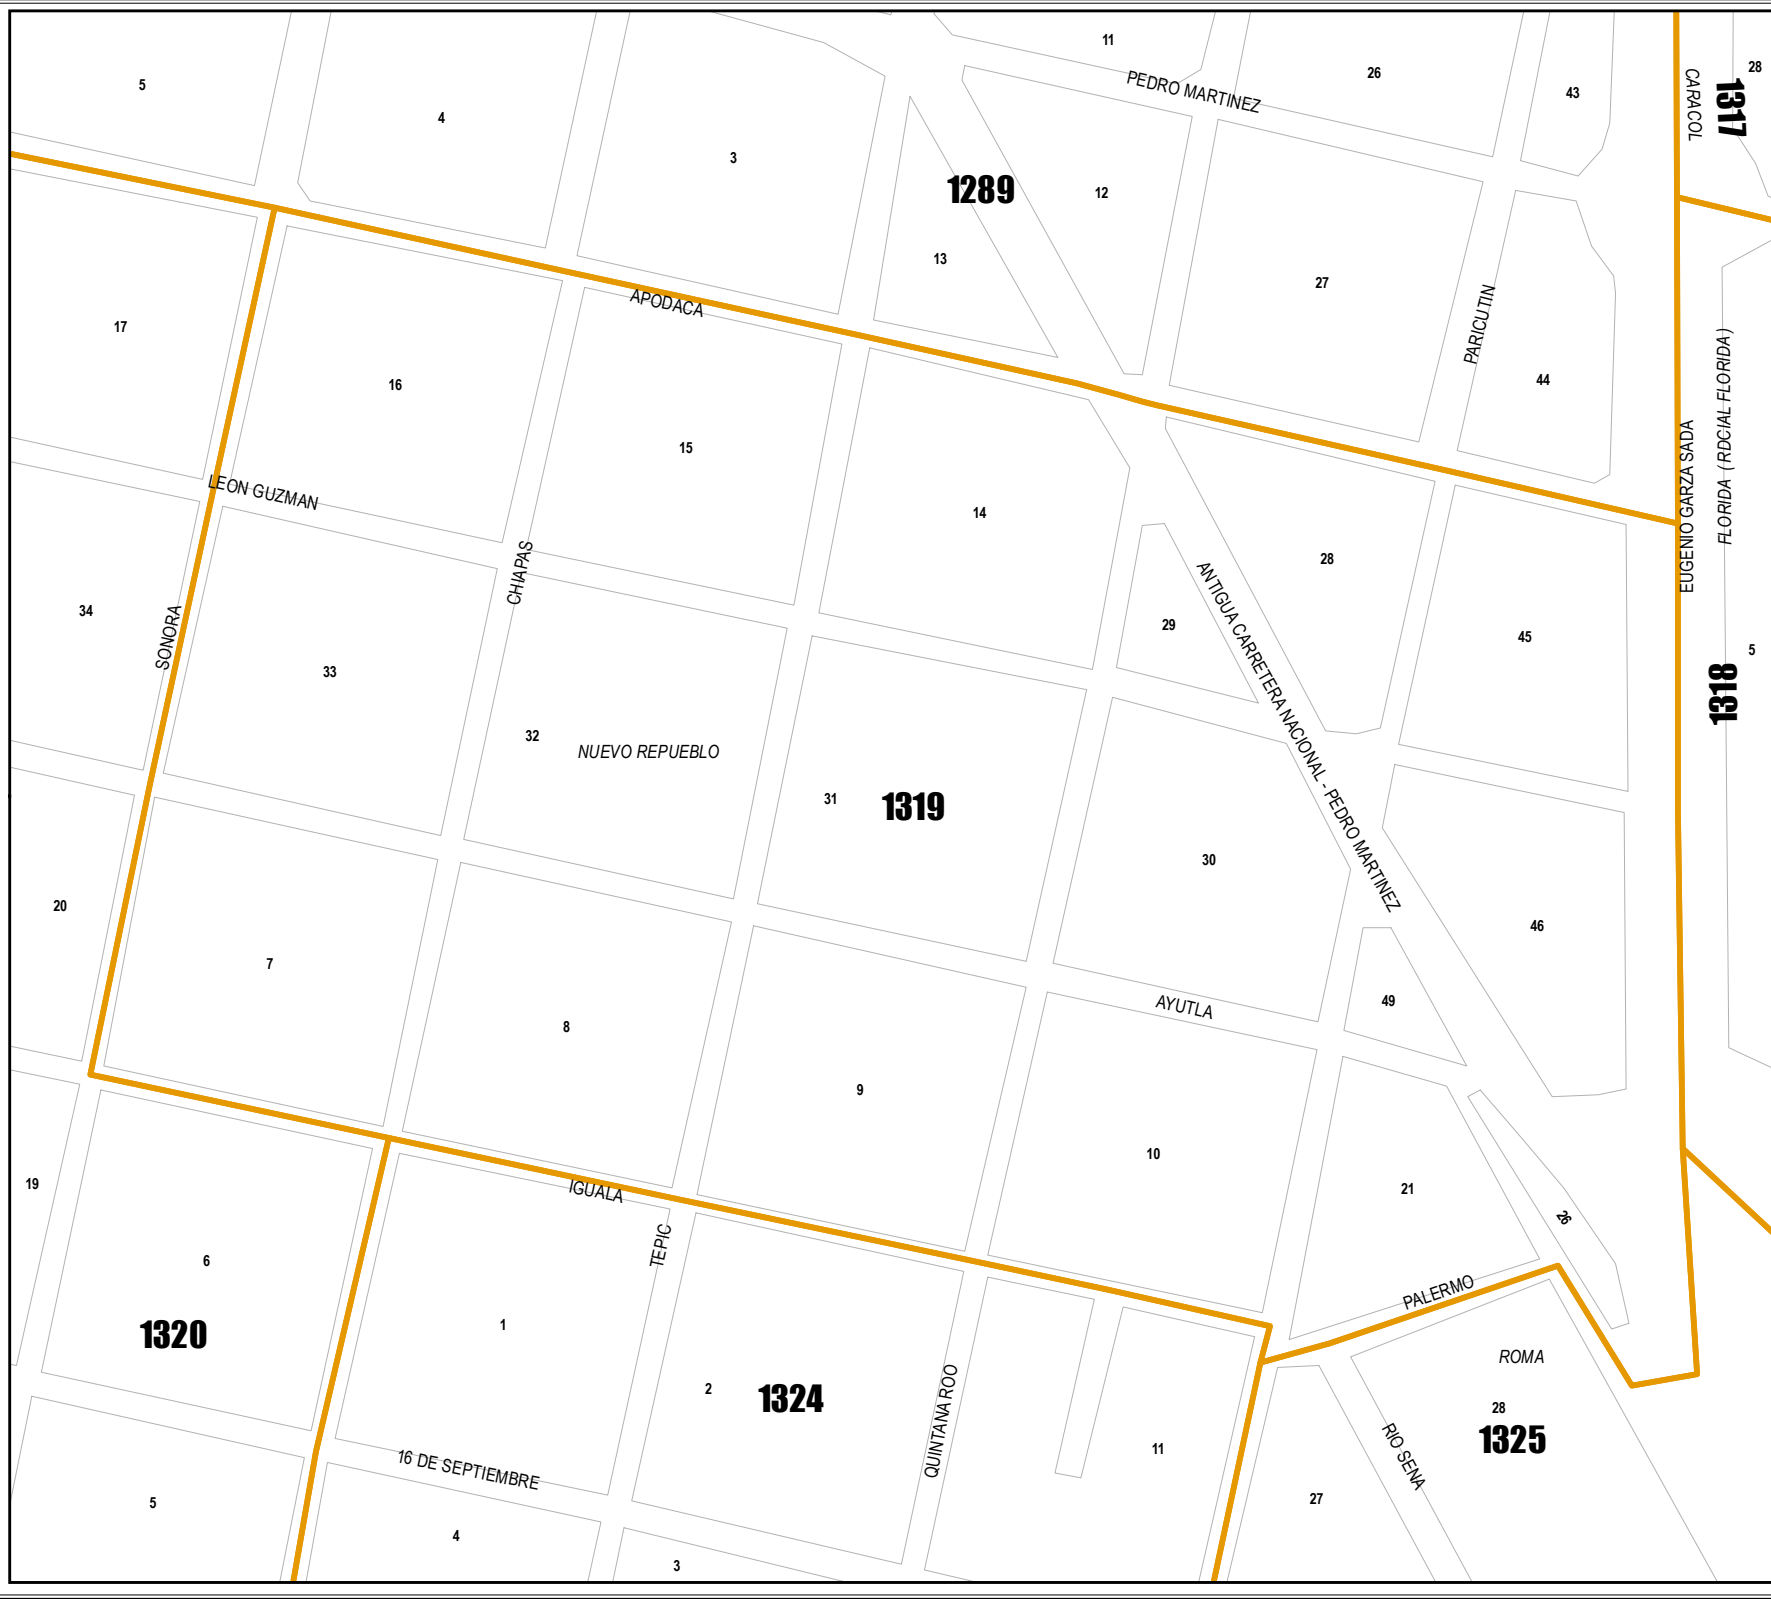 11
PEDRO MARTINEZ
26
43
28
CARACOL
1317
5
4
3
1289
12
13
27
PARICUTIN
44
17
16
APODACA
15
14
28
EUGENIO GARZA SADA
FLORIDA ( RDCIAL FLORIDA )
LEON GUZMAN
CHIAPAS
29
ANTIGUA CARRETERA NACIONAL - PEDRO MARTINEZ
45
5
1318
34
SONORA
33
32
NUEVO REPUEBLO
31
1319
30
46
20
7
8
9
AYUTLA
49
10
21
26
19
6
1320
IGUALA
TEPIC
1
2
1324
QUINTANA ROO
PALERMO
ROMA
28
1325
RIO SENA
11
27
16 DE SEPTIEMBRE
5
4
3